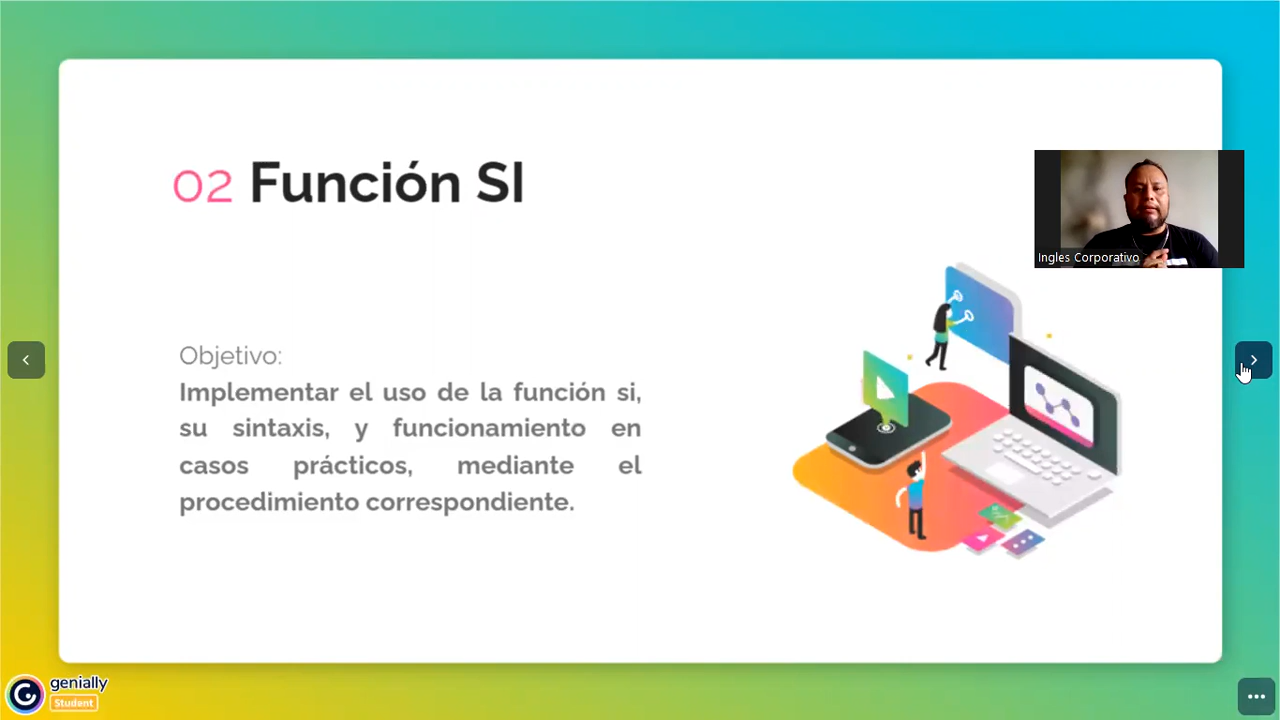 02 Función SI
Ingles Corporativo
Objetivo:
Implementar el uso de la función si,
su sintaxis, y funcionamiento en
casos prácticos, mediante el
procedimiento correspondiente.
genially
Student